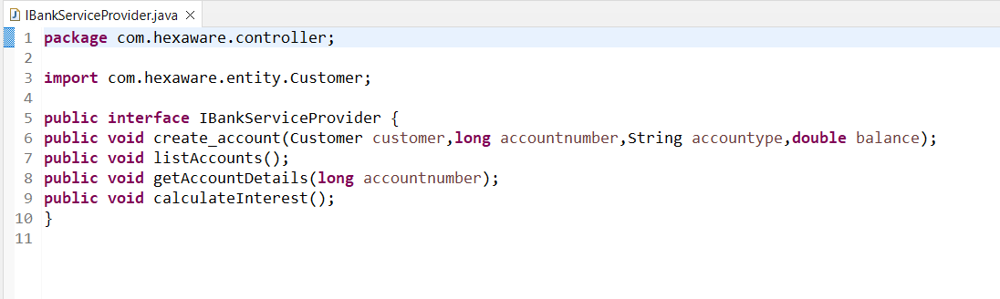 IBankServiceProvider.java
1 package com.hexaware.controller;
2
3 import com.hexaware.entity.Customer;
4
5 public interface IBankServiceProvider {
6 public void create_account(Customer customer,long accountnumber,String accountype,double balance);
7 public void listAccounts();
8 public void getAccountDetails(long accountnumber);
9 public void calculateInterest();
10 }
11